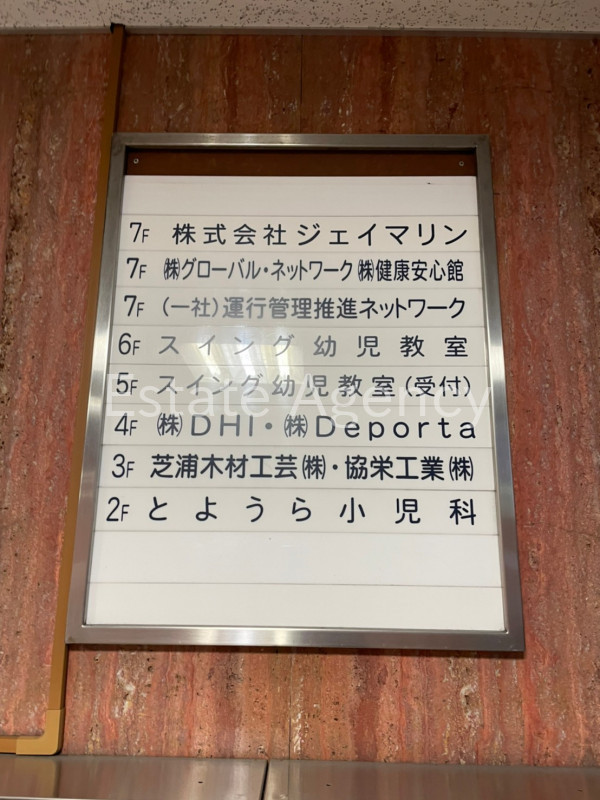 7F 株式会社ジェイマリン
7F ㈱グローバル・ネットワーク ㈱健康安心館
7F (一社)運行管理推進ネットワーク
6F スイング幼児教室
5F スイング幼児教室(受付)
Estate Agency
4F ㈱DHI・㈱Deporta
3F 芝浦木材工芸㈱・協栄工業㈱
2F とようら小児科